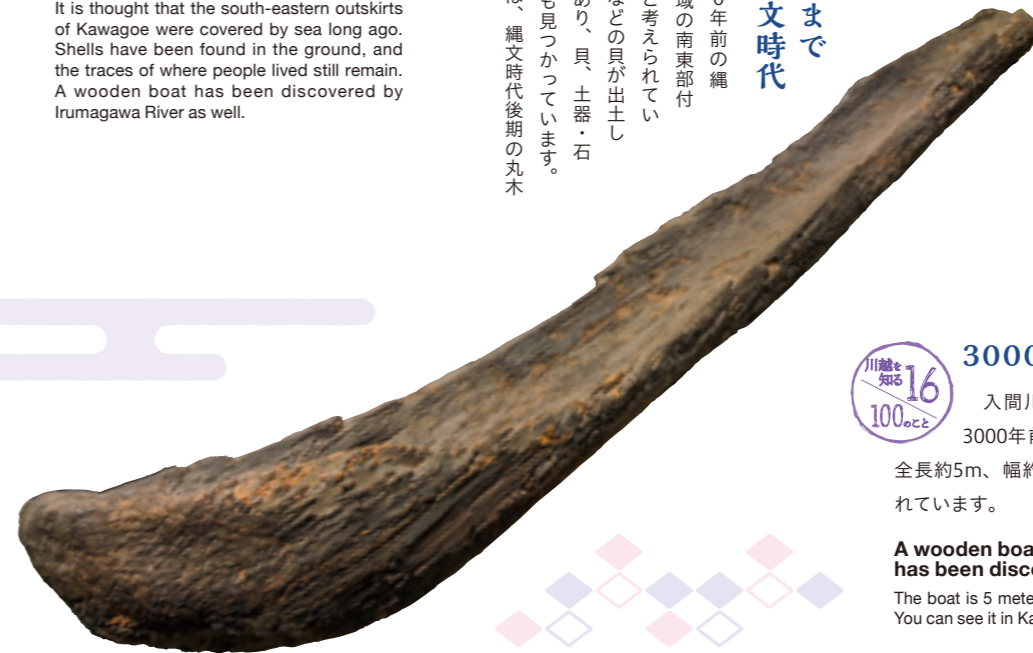 It is thought that the south-eastern outskirts
of Kawagoe were covered by sea long ago.
Shells have been found in the ground, and
the traces of where people lived still remain.
A wooden boat has been discovered by
Irumagawa River as well.
まで
文時代
年前の縄
域の南東部付
と考えられてい
などの貝が出土し
あり、貝、土器・石
も見つかっています。
は、縄文時代後期の丸木
川越を
知る16
100のこと
3000
入間川
3000年前
全長約5m、幅約
れています。
A wooden boa
has been disco
The boat is 5 mete
You can see it in Ka